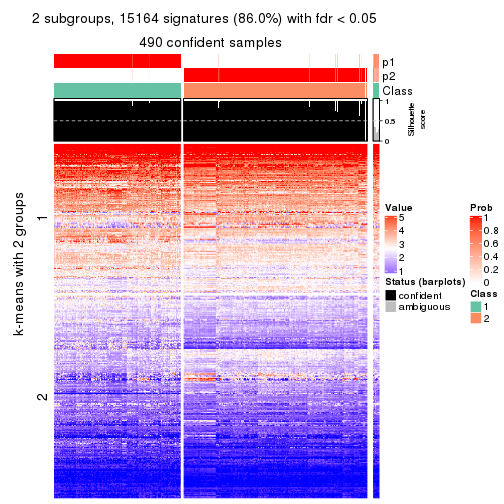 2 subgroups, 15164 signatures (86.0%) with fdr < 0.05
490 confident samples
p1
p2
Class
1
0.5
0
Silhouette
score
k-means with 2 groups
1
2
Value
5
4
3
2
1
Status (barplots)
confident
ambiguous
Prob
1
0.8
0.6
0.4
0.2
0
Class
1
2